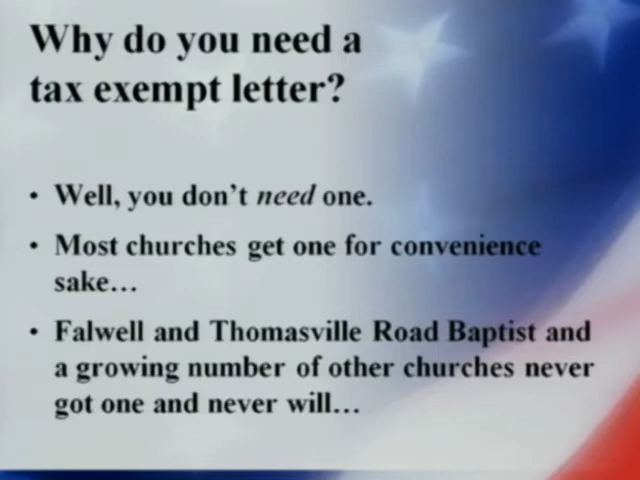 Why do you need a
tax exempt letter?
• Well, you don't need one.
• Most churches get one for convenience
sake…
• Falwell and Thomasville Road Baptist and
a growing number of other churches never
got one and never will…